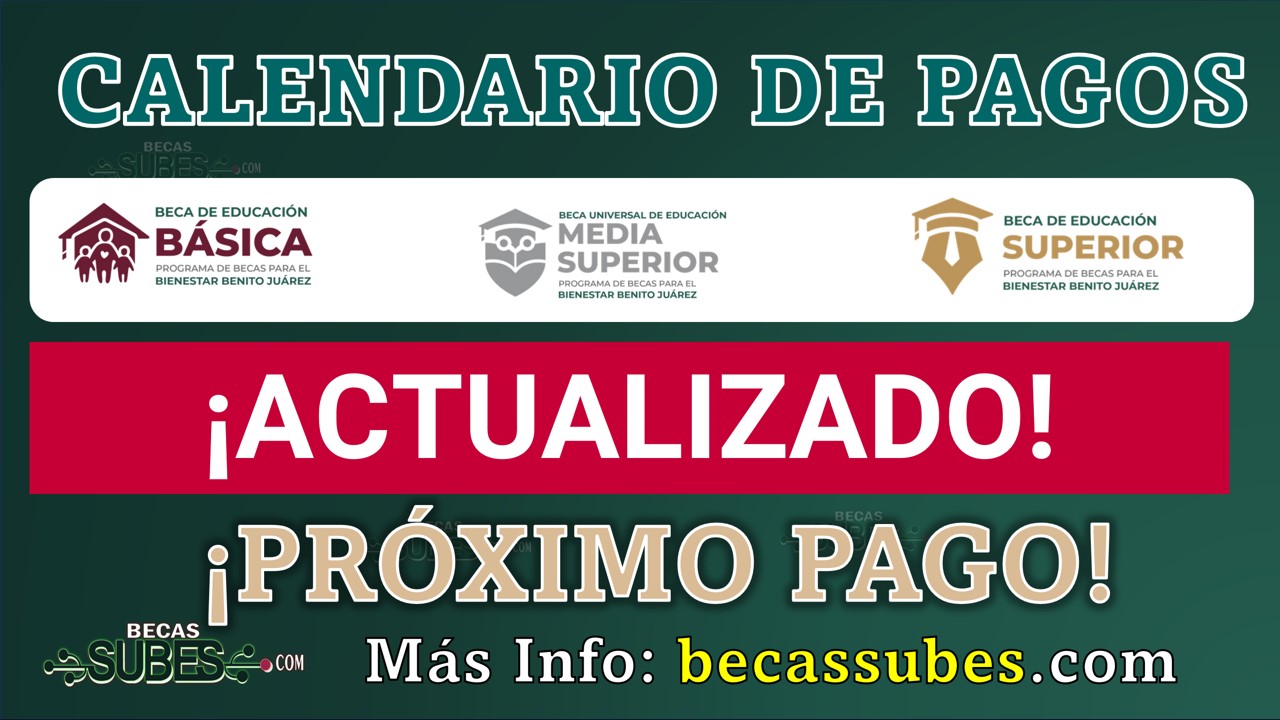 CALENDARIO DE PAGOS
BECAS
SUBES.COM
BECA DE EDUCACIÓN
BÁSICA
PROGRAMA DE BECAS PARA EL
BIENESTAR BENITO JUÁREZ
BECA UNIVERSAL DE EDUCACIÓN
MEDIA
SUPERIOR
PROGRAMA DE BECAS PARA EL
BIENESTAR BENITO JUÁREZ
BECA DE EDUCACIÓN
SUPERIOR
PROGRAMA DE BECAS PARA EL
BIENESTAR BENITO JUÁREZ
¡ACTUALIZADO!
BECAS
¡PRÓXIMO PAGO!
BECAS
SUBES.COM
Más Info: becassubes.com